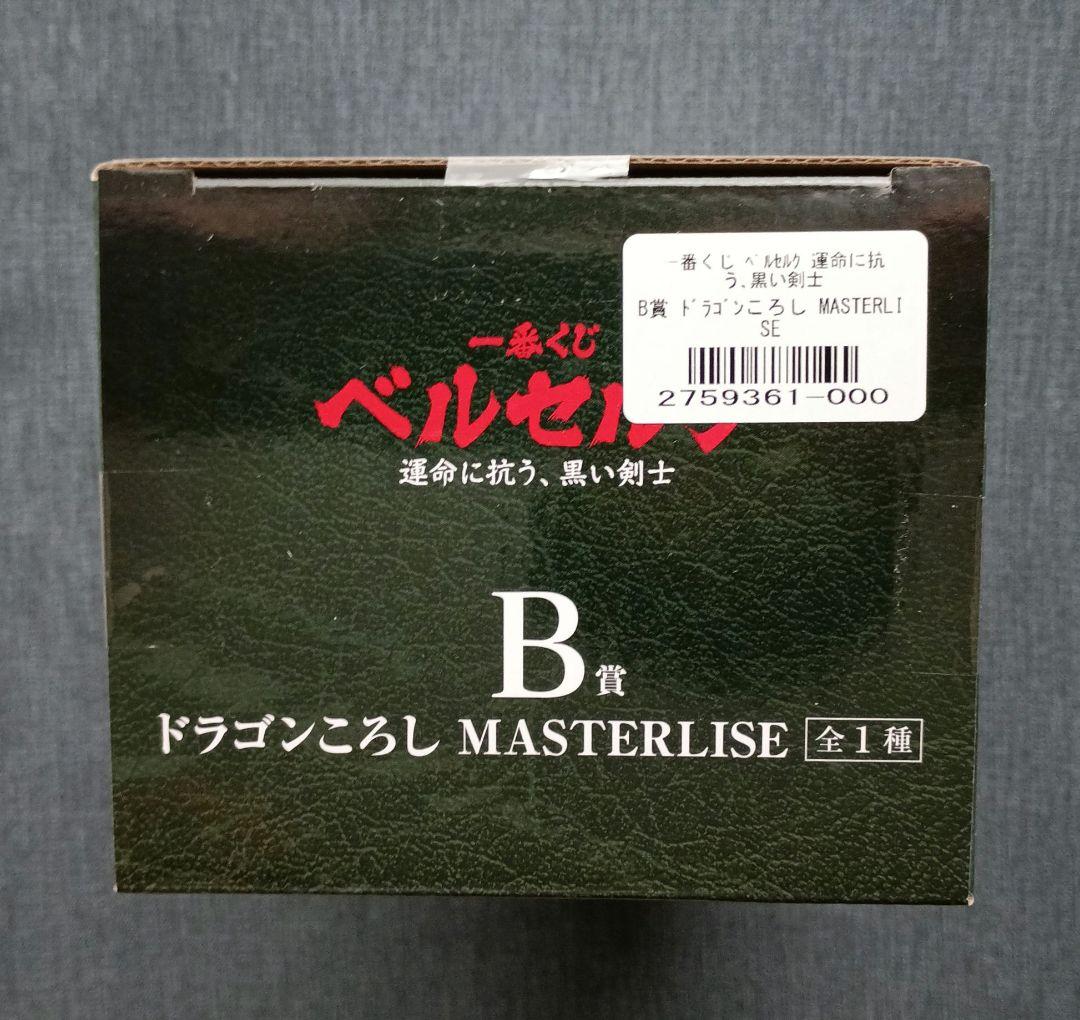 一番くじ ﾍﾞﾙｾﾙｸ 運命に抗
う、黒い剣士
B賞 ﾄﾞﾗｺﾞﾝころし MASTERLI
SE
2759361-000
一番くじ
ベルセルク
運命に抗う、黒い剣士
B賞
ドラゴンころし MASTERLISE 全1種